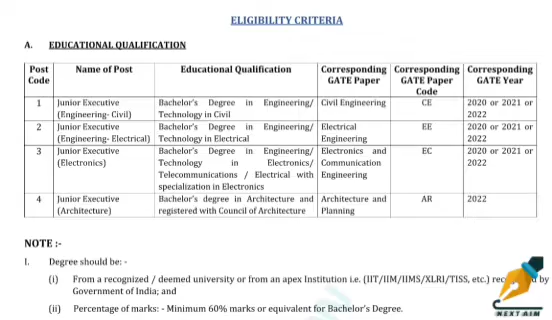 ELIGIBILITY CRITERIA
A. EDUCATIONAL QUALIFICATION
Post Code Name of Post Educational Qualification Corresponding GATE Paper Corresponding GATE Paper Code Corresponding GATE Year
1 Junior Executive (Engineering- Civil) Bachelor's Degree in Engineering/ Technology in Civil Civil Engineering CE 2020 or 2021 or 2022
2 Junior Executive (Engineering- Electrical) Bachelor's Degree in Engineering/ Technology in Electrical Electrical Engineering EE 2020 or 2021 or 2022
3 Junior Executive (Electronics) Bachelor's Degree in Engineering/ Technology in Electronics/ Telecommunications / Electrical with specialization in Electronics Electronics and Communication Engineering EC 2020 or 2021 or 2022
4 Junior Executive (Architecture) Bachelor's degree in Architecture and registered with Council of Architecture Architecture and Planning AR 2022
NOTE :-
I. Degree should be: -
(i) From a recognized / deemed university or from an apex Institution i.e. (IIT/IIM/IIMS/XLRI/TISS, etc.) by
Government of India; and
(ii) Percentage of marks: - Minimum 60% marks or equivalent for Bachelor's Degree.
NEXT AIM